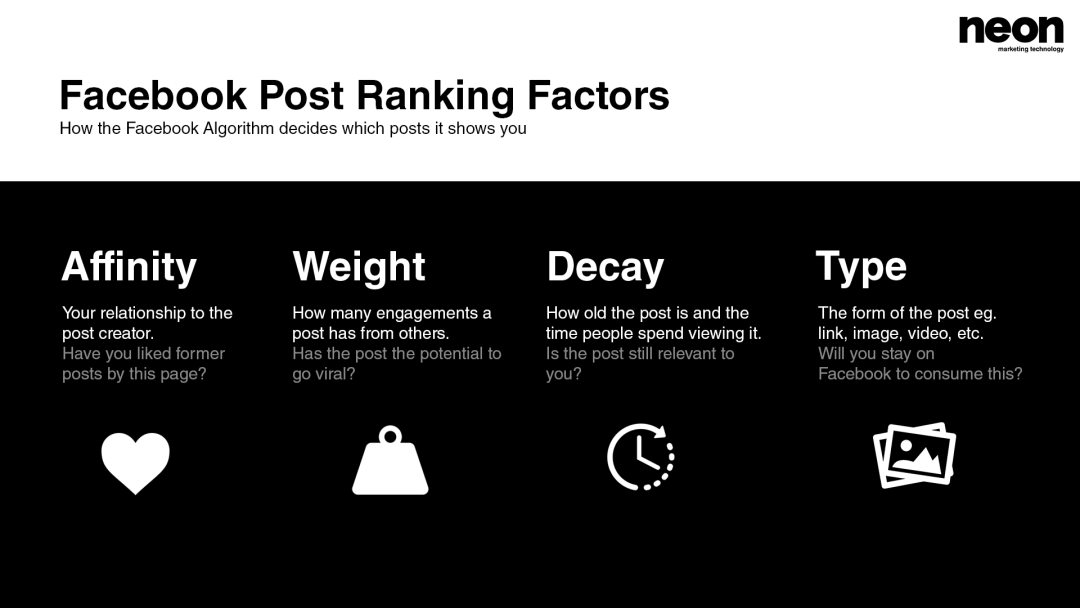 neon
marketing technology
Facebook Post Ranking Factors
How the Facebook Algorithm decides which posts it shows you
Affinity
Your relationship to the
post creator.
Have you liked former
posts by this page?
Weight
How many engagements a
post has from others.
Has the post the potential to
go viral?
Decay
How old the post is and the
time people spend viewing it.
Is the post still relevant to
you?
Type
The form of the post eg.
link, image, video, etc.
Will you stay on
Facebook to consume this?